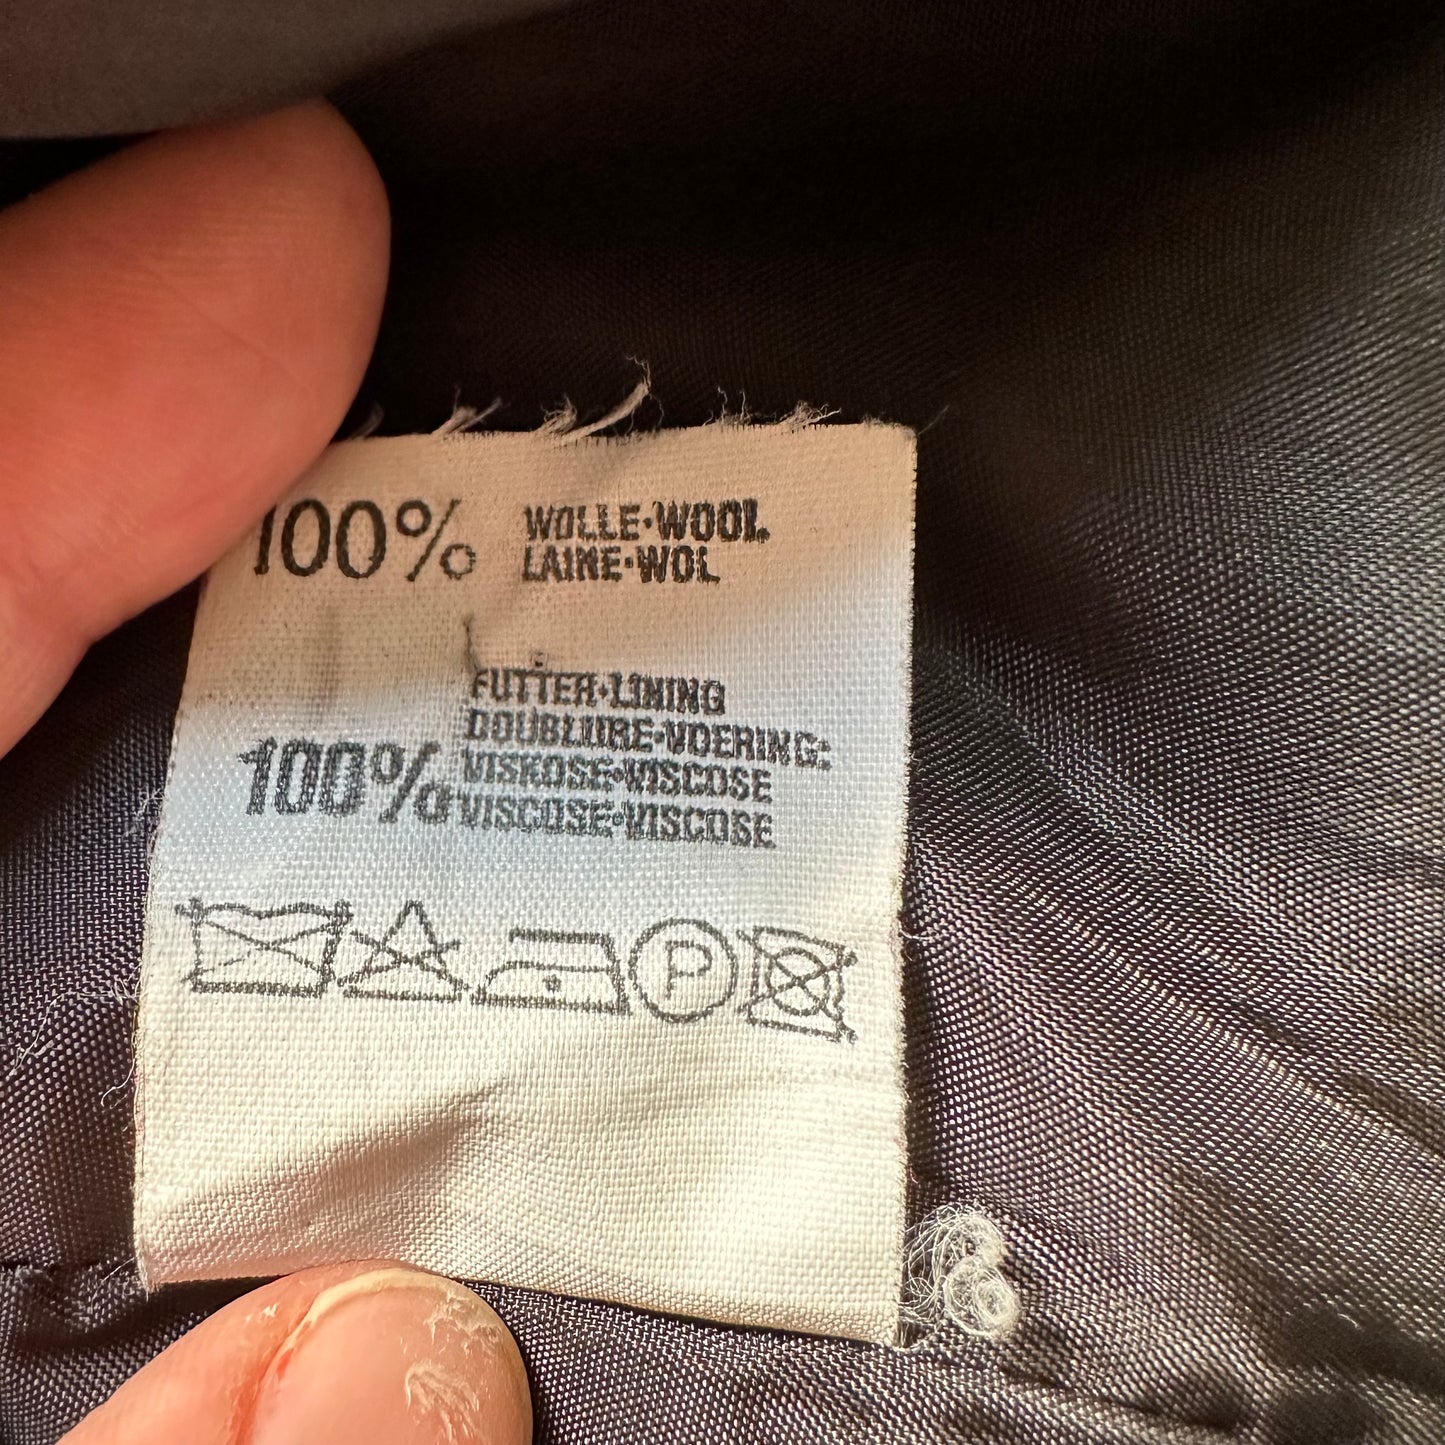 100% WOLLE·WOOL
LAINE·WOL
FUTTER·LINING
DOUBLURE·VOERING:
100% VISKOSE·VISCOSE
VISCOSE·VISCOSE
P